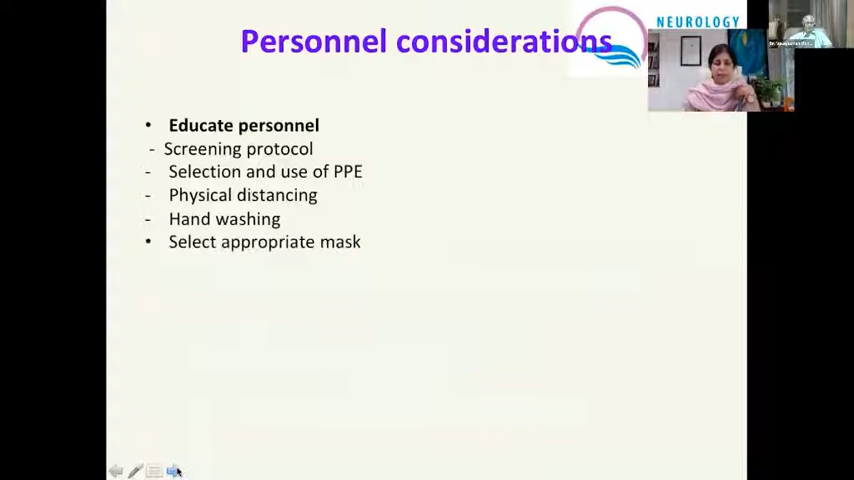 Personnel considerations
NEUROLOGY
• Educate personnel
- Screening protocol
- Selection and use of PPE
- Physical distancing
- Hand washing
• Select appropriate mask